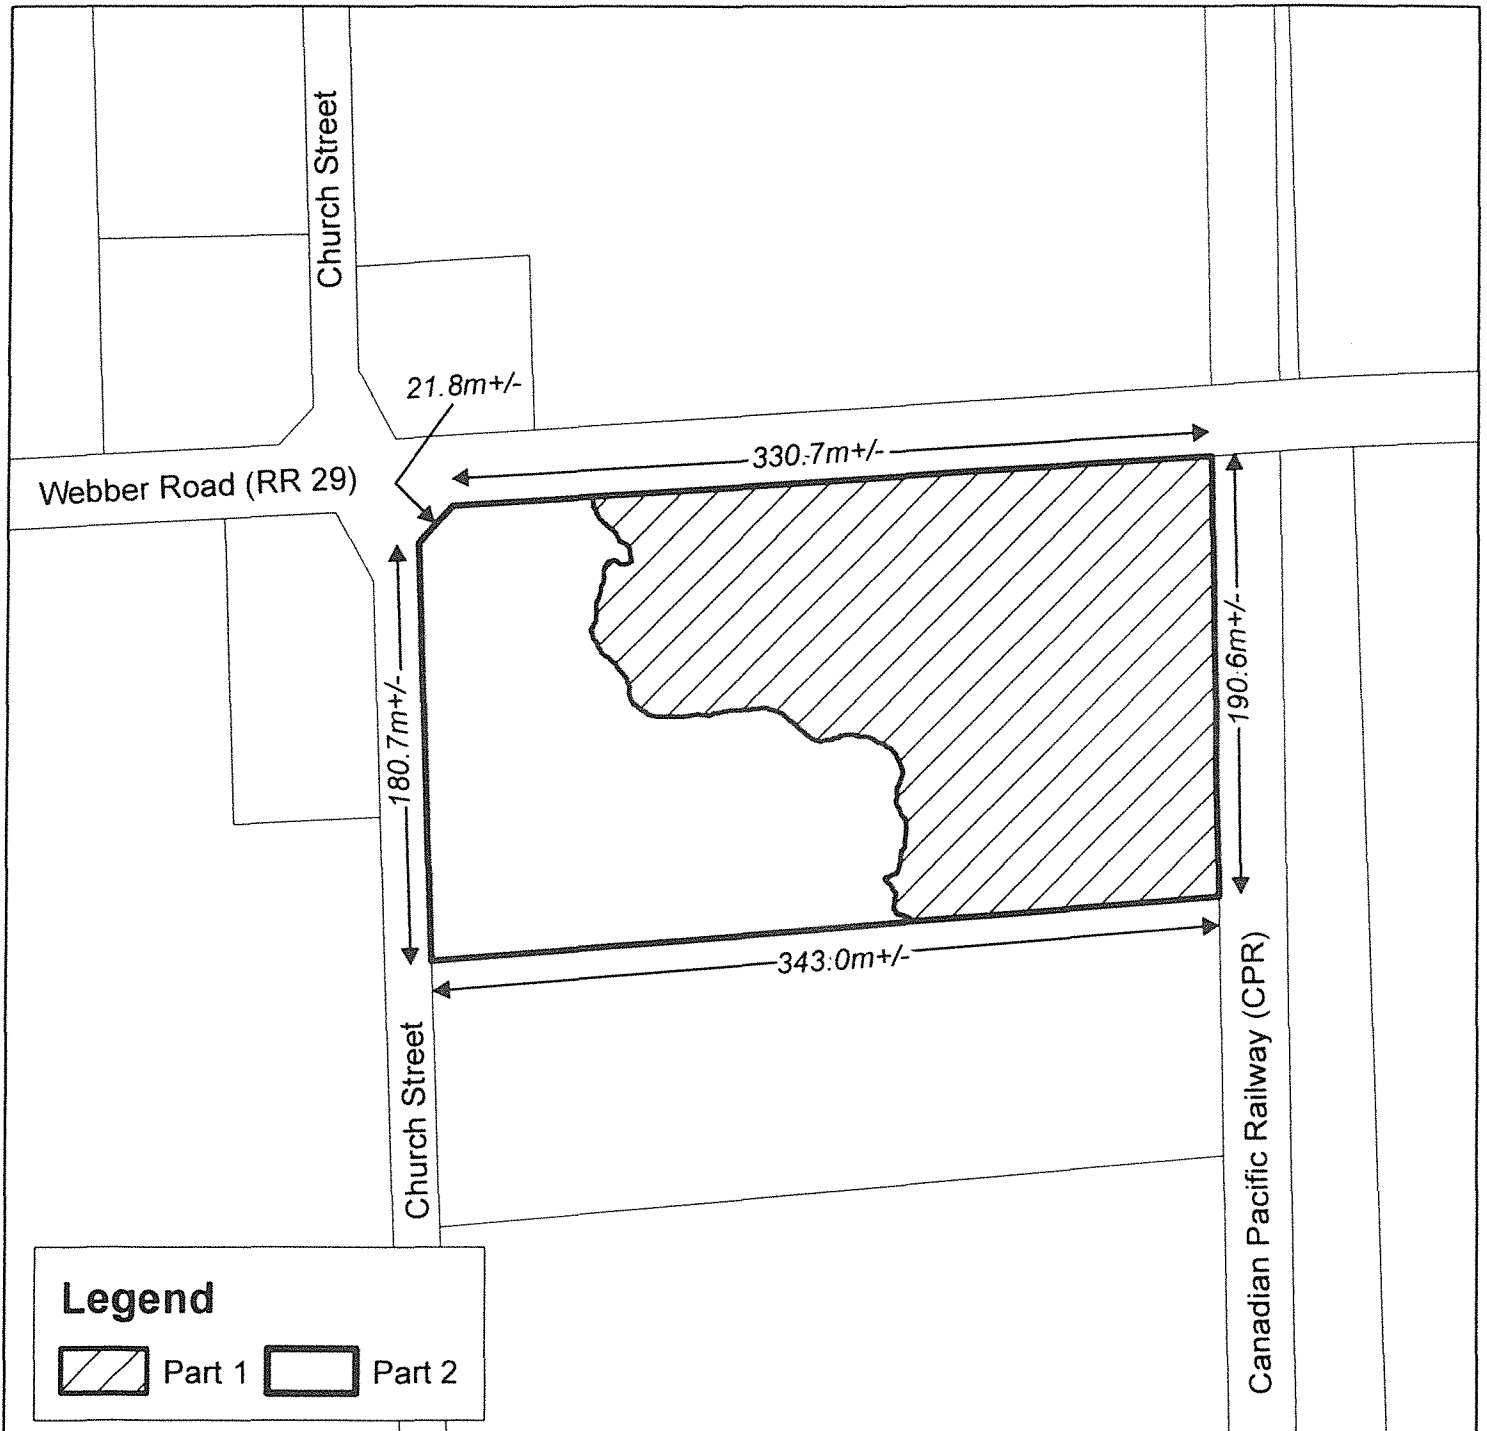 Church Street
21.8m+/-
330.7m+/-
Webber Road (RR 29)
180.7m+/-
190.6m+/-
343.0m+/-
Church Street
Canadian Pacific Railway (CPR)
Legend
Part 1
Part 2